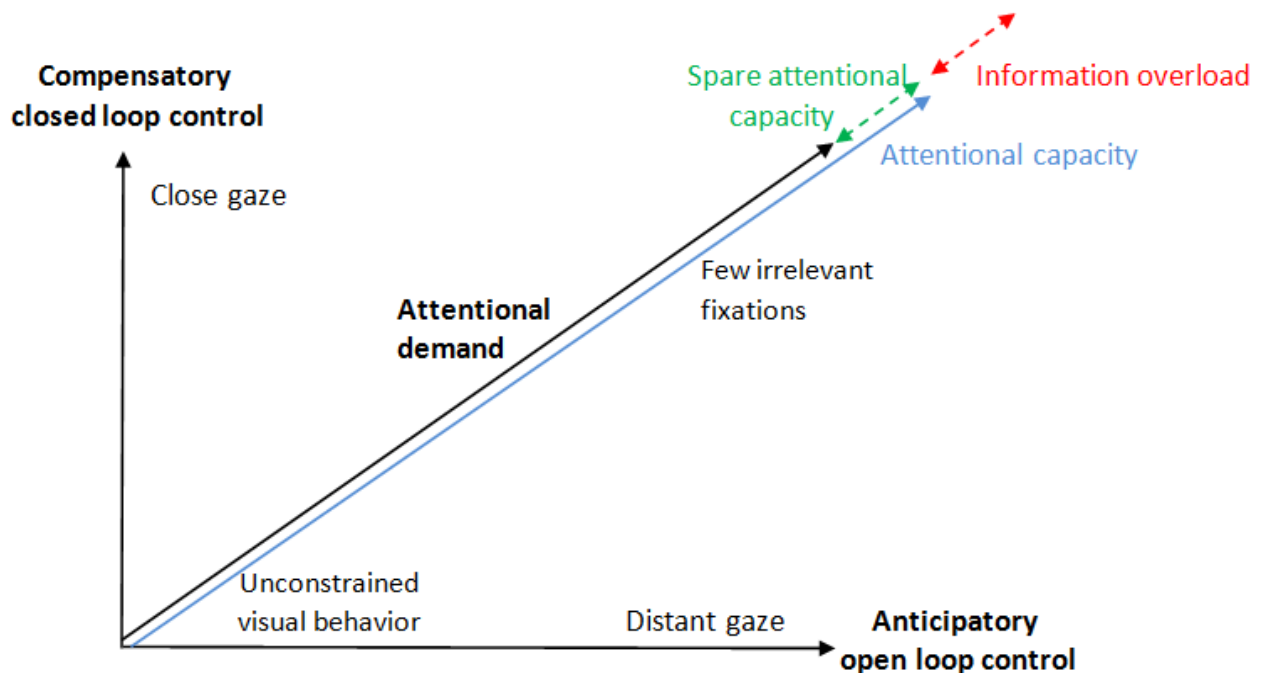 Compensatory
closed loop control
Close gaze
Spare attentional
capacity
Information overload
Attentional capacity
Few irrelevant
fixations
Attentional
demand
Unconstrained
visual behavior
Distant gaze
Anticipatory
open loop control